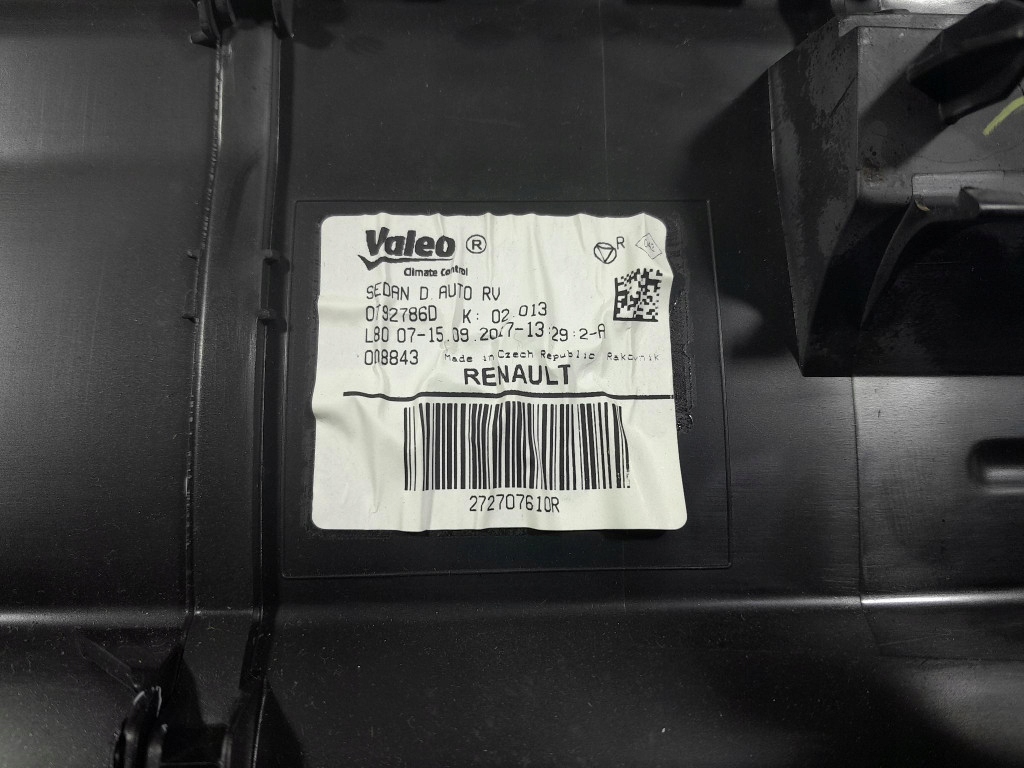 Valeo ®
Climate Control
R
SEDAN D. AUTO RV
K: 02.013
L80 07-15.09.2017-13:29:2-A
008843 Made in Czech Republic Rakovnik
RENAULT
272707610R